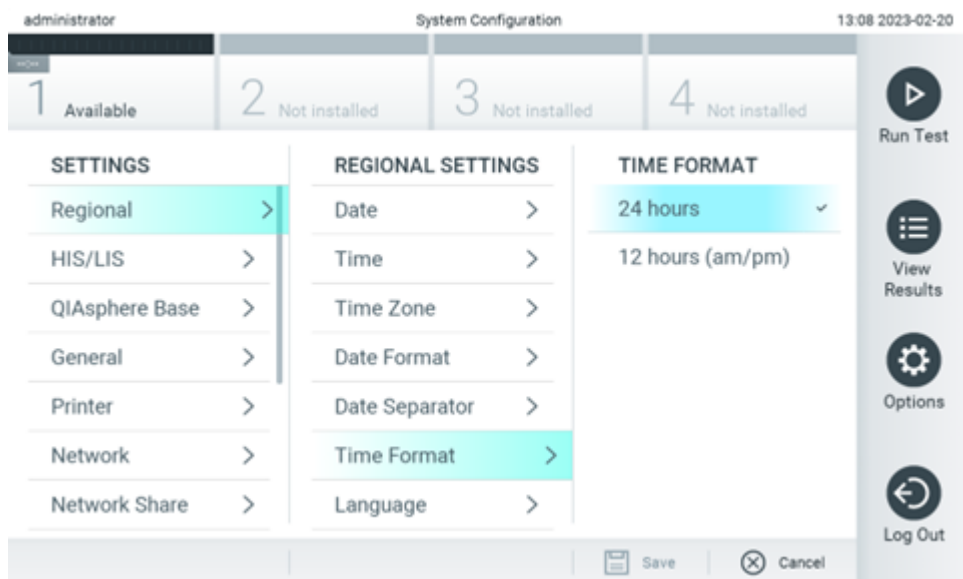 administrator System Configuration 13:08 2023-02-20
1 Available 2 Not installed 3 Not installed 4 Not installed
Run Test
SETTINGS REGIONAL SETTINGS TIME FORMAT
Regional Date 24 hours
HIS/LIS Time 12 hours (am/pm)
View
Results
QIAsphere Base Time Zone
General Date Format
Printer Date Separator
Options
Network Time Format
Network Share Language
Log Out
Save Cancel